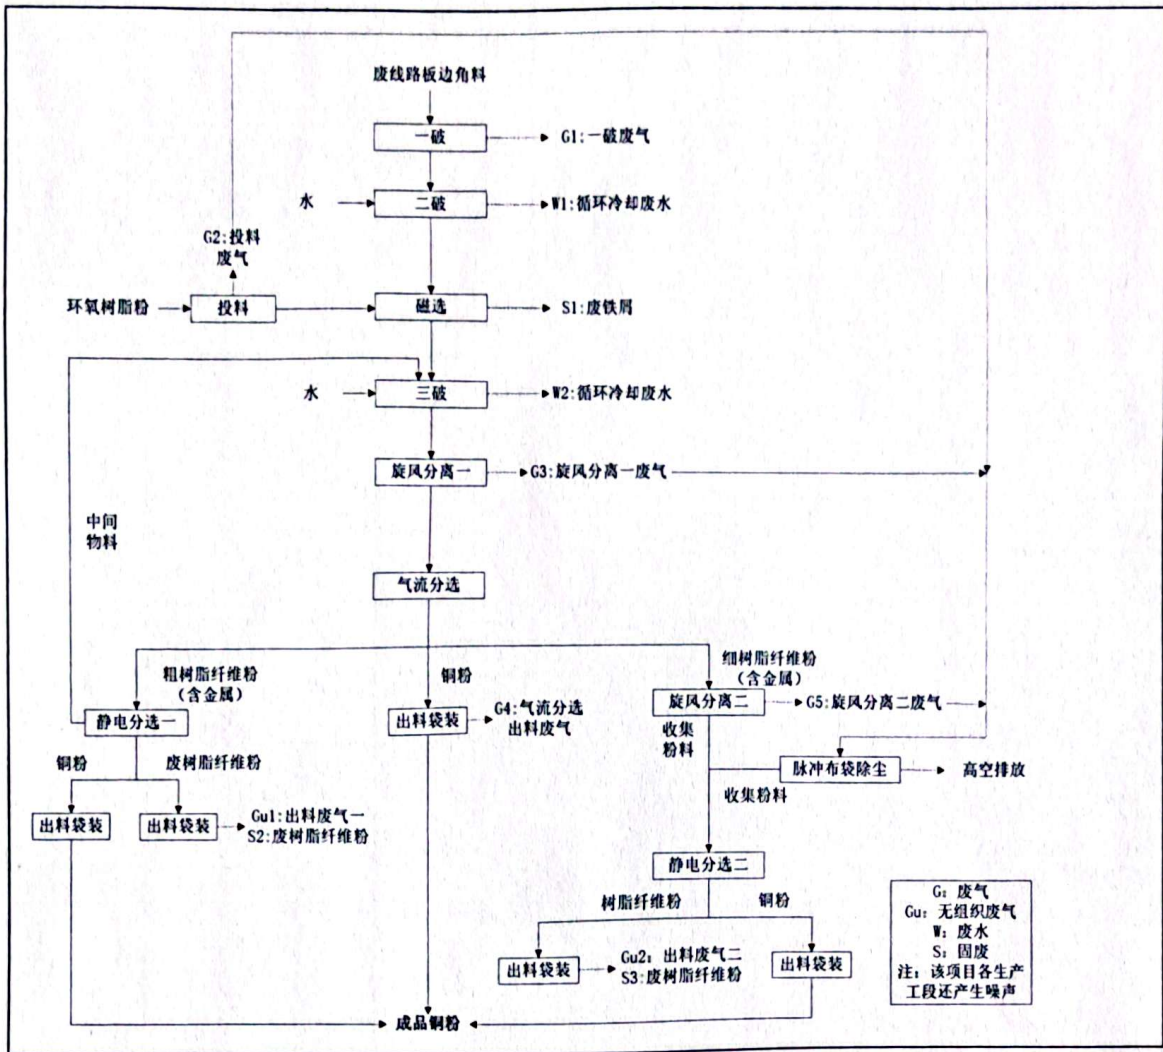 废线路板边角料
一破
G1:一破废气
水
二破
W1:循环冷却废水
G2:投料
废气
环氧树脂粉
投料
磁选
S1:废铁屑
水
三破
W2:循环冷却废水
旋风分离一
G3:旋风分离一废气
中间
物料
气流分选
粗树脂纤维粉
(含金属)
铜粉
细树脂纤维粉
(含金属)
静电分选一
出料袋装
G4:气流分选
出料废气
旋风分离二
G5:旋风分离二废气
收集
粉料
铜粉
废树脂纤维粉
脉冲布袋除尘
高空排放
收集粉料
出料袋装
出料袋装
Gu1:出料废气一
S2:废树脂纤维粉
静电分选二
树脂纤维粉
铜粉
出料袋装
Gu2: 出料废气二
S3:废树脂纤维粉
出料袋装
成品铜粉
G: 废气
Gu: 无组织废气
W: 废水
S: 固废
注: 该项目各生产
工段还产生噪声